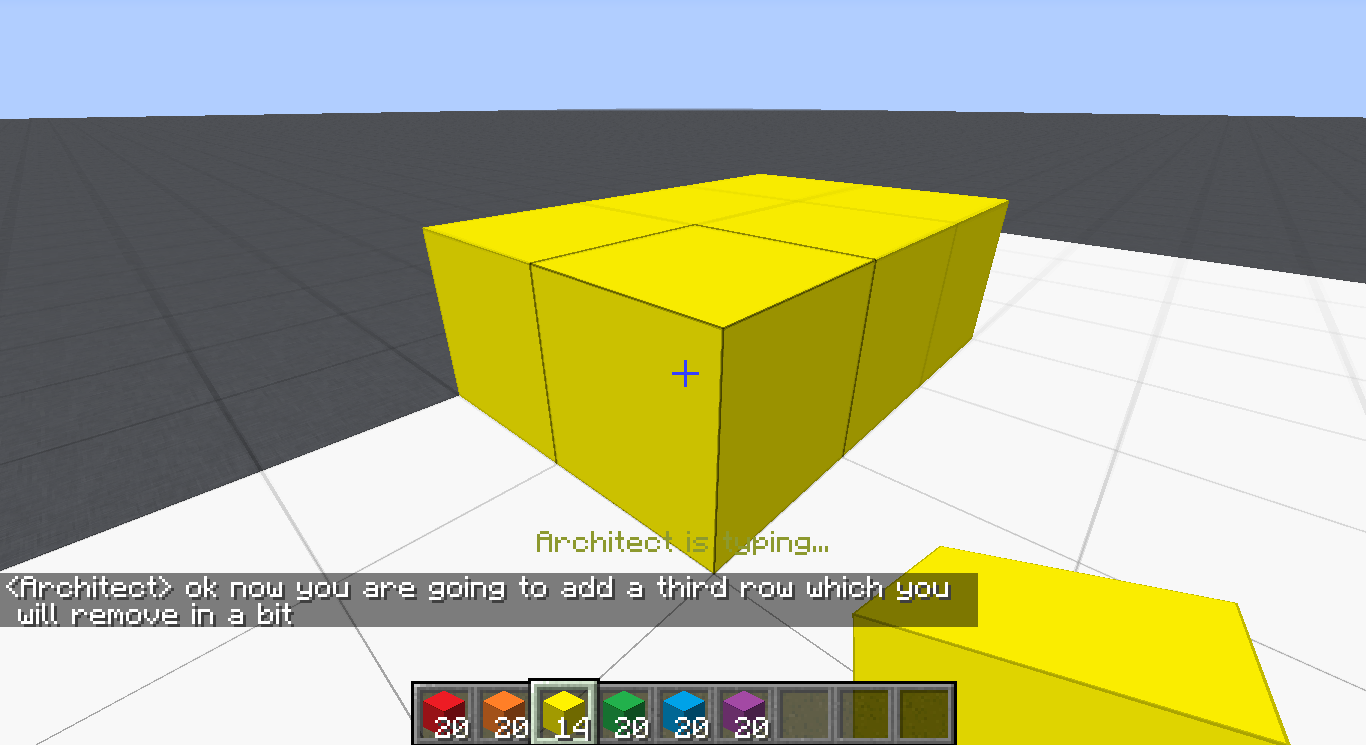 Architect is typing...
<Architect> ok now you are going to add a third row which you
will remove in a bit
20 20 14 20 20 20